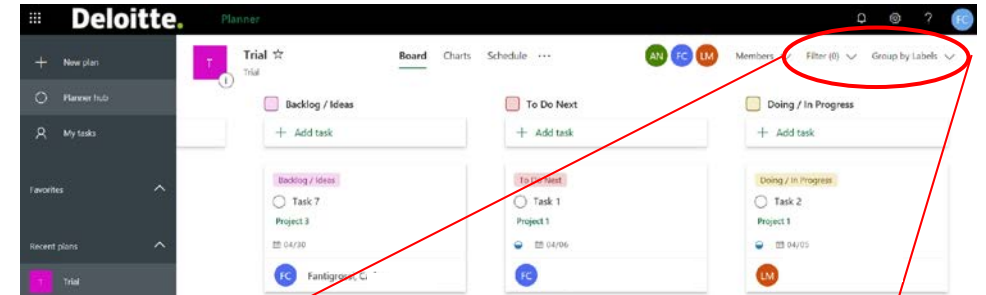 Deloitte. Planner ?
FC
New plan
Planner hub
My tasks
Favorites
Recent plans
T Trial
T
Trial
Trial
Board Charts Schedule ...
AN FC LM
Members Filter (0) Group by Labels
Backlog / Ideas
+ Add task
Backlog / Ideas
Task 7
Project 3
04/30
FC
To Do Next
+ Add task
To Do Next
Task 1
Project 1
04/06
FC
Doing / In Progress
+ Add task
Doing / In Progress
Task 2
Project 1
04/05
LM